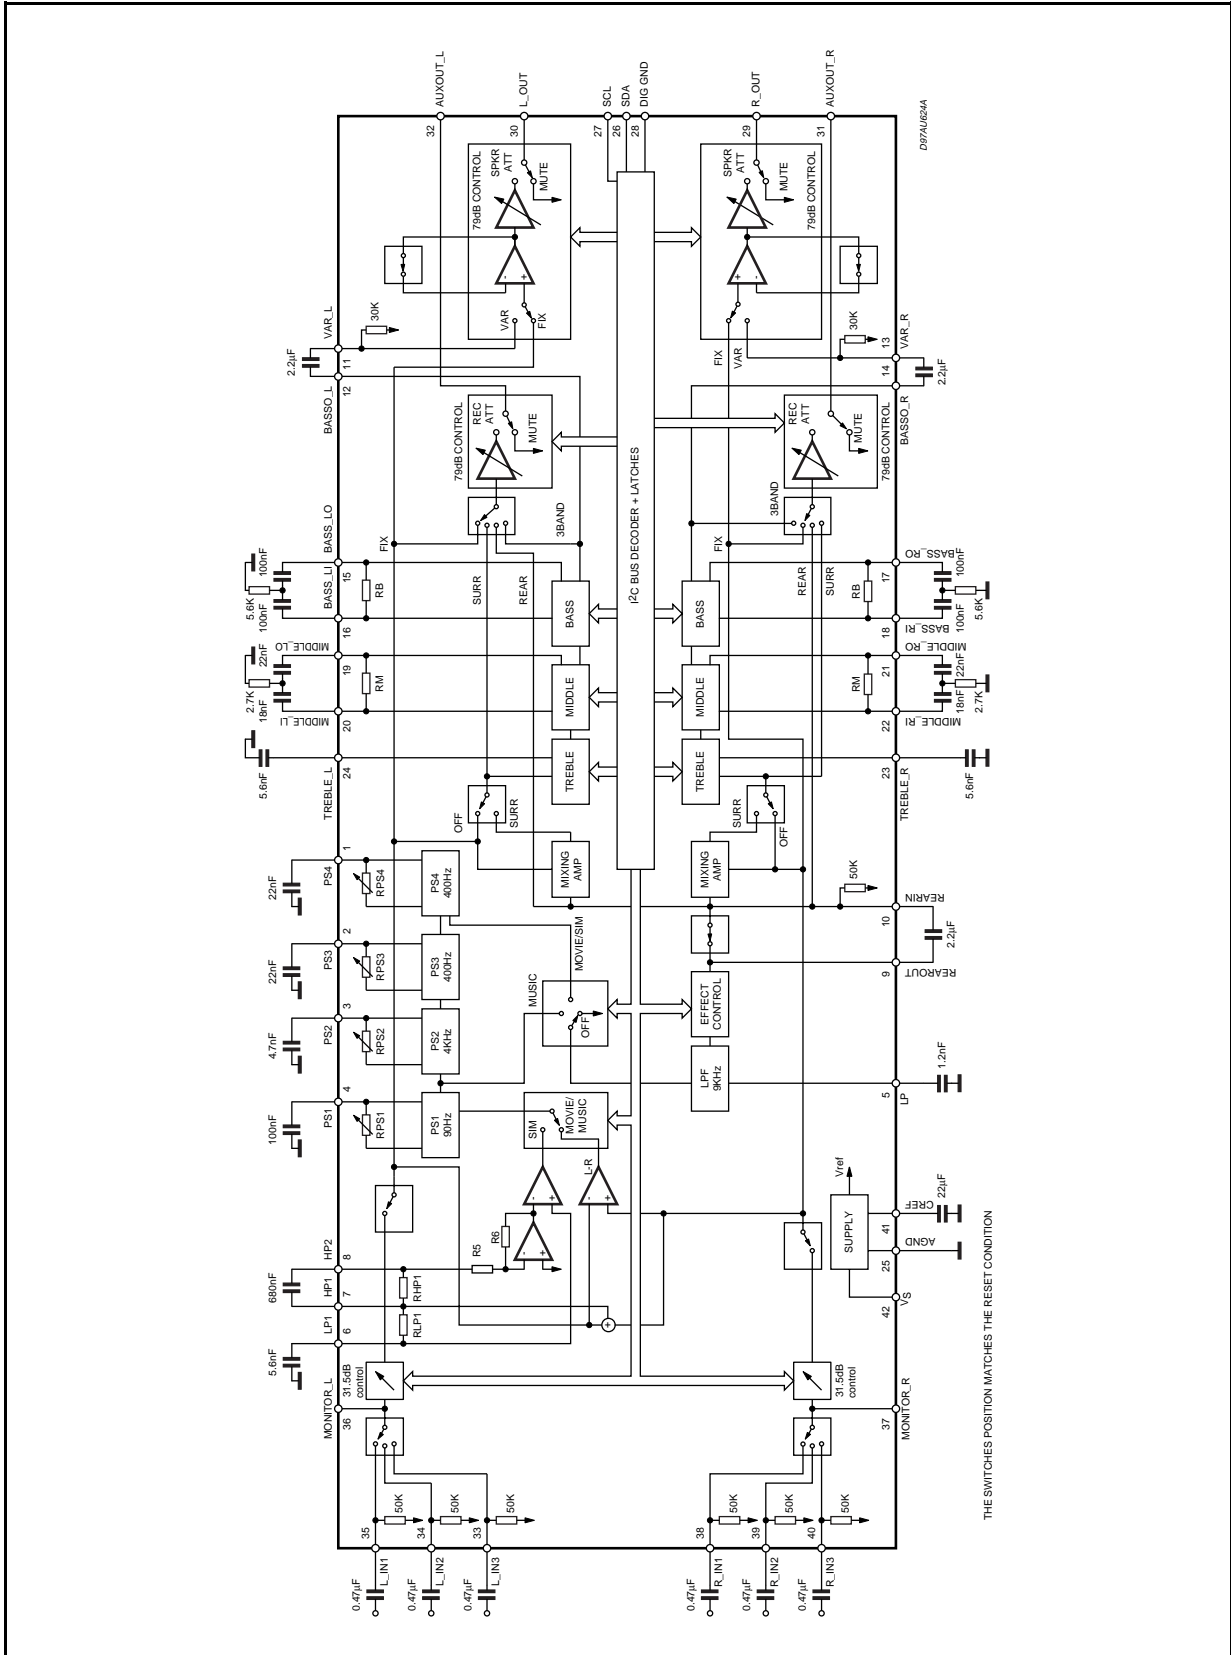 AUXOUT_L
32
L_OUT
30
SCL
27
SDA
26
DIG GND
28
R_OUT
29
AUXOUT_R
31
D97AU624A
79dB CONTROL
SPKR
ATT
MUTE
VAR
FIX
79dB CONTROL
SPKR
ATT
MUTE
FIX
VAR
VAR_L
30K
2.2µF
11
12
BASSO_L
30K
VAR_R
13
14
2.2µF
BASSO_R
79dB CONTROL
REC
ATT
MUTE
3BAND
FIX
SURR
REAR
79dB CONTROL
REC
ATT
MUTE
3BAND
FIX
REAR
SURR
I2C BUS DECODER + LATCHES
BASS_LO
100nF
15
BASS_LI
5.6K
100nF
16
RB
BASS
BASS
RB
BASS_RO
100nF
17
5.6K
18
BASS_RI
100nF
MIDDLE_LO
22nF
19
2.7K
18nF
MIDDLE_LI
20
RM
MIDDLE
MIDDLE
RM
MIDDLE_RO
22nF
21
2.7K
18nF
MIDDLE_RI
22
5.6nF
TREBLE_L
24
TREBLE
TREBLE
23
TREBLE_R
5.6nF
OFF
SURR
SURR
OFF
MIXING
AMP
MIXING
AMP
22nF
PS4
1
RPS4
PS4
400Hz
22nF
PS3
2
RPS3
PS3
400Hz
4.7nF
PS2
3
RPS2
PS2
4KHz
100nF
PS1
4
RPS1
PS1
90Hz
MOVIE/SIM
MUSIC
OFF
EFFECT
CONTROL
LPF
9KHz
50K
REARIN
10
2.2µF
9
REAROUT
1.2nF
5
LP
SIM
MOVIE/
MUSIC
L-R
R6
R5
HP2
8
680nF
HP1
7
RHP1
LP1
6
RLP1
5.6nF
31.5dB
control
MONITOR_L
36
Vref
SUPPLY
CREF
22µF
41
AGND
25
VS
42
31.5dB
control
MONITOR_R
37
35
50K
34
50K
33
50K
38
50K
39
50K
40
50K
0.47µF
L_IN1
0.47µF
L_IN2
0.47µF
L_IN3
0.47µF
R_IN1
0.47µF
R_IN2
0.47µF
R_IN3
THE SWITCHES POSITION MATCHES THE RESET CONDITION